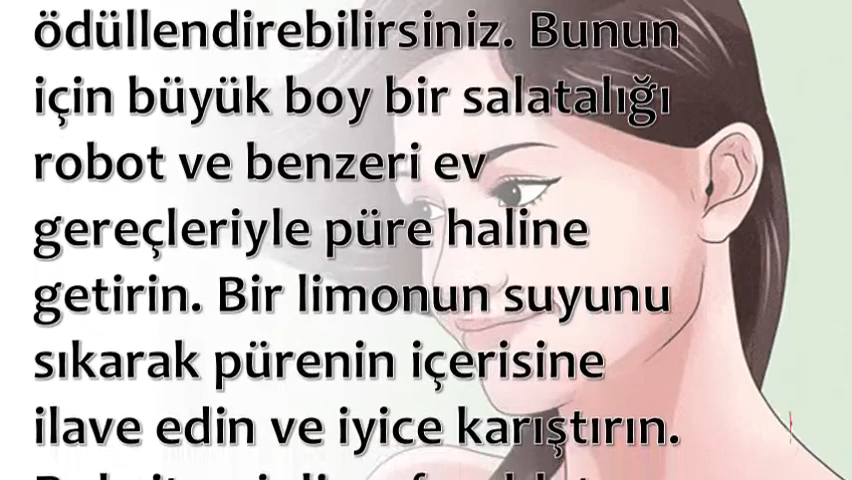 ödüllendirebilirsiniz. Bunun
için büyük boy bir salatalığı
robot ve benzeri ev
gereçleriyle püre haline
getirin. Bir limonun suyunu
sıkarak pürenin içerisine
ilave edin ve iyice karıştırın.